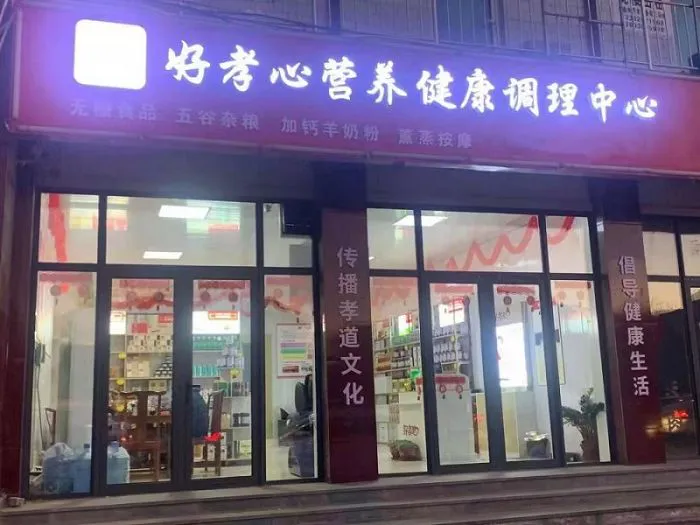 好孝心营养健康调理中心
无糖食品 五谷杂粮 加钙羊奶粉 薰蒸按摩
传播孝道文化
倡导健康生活